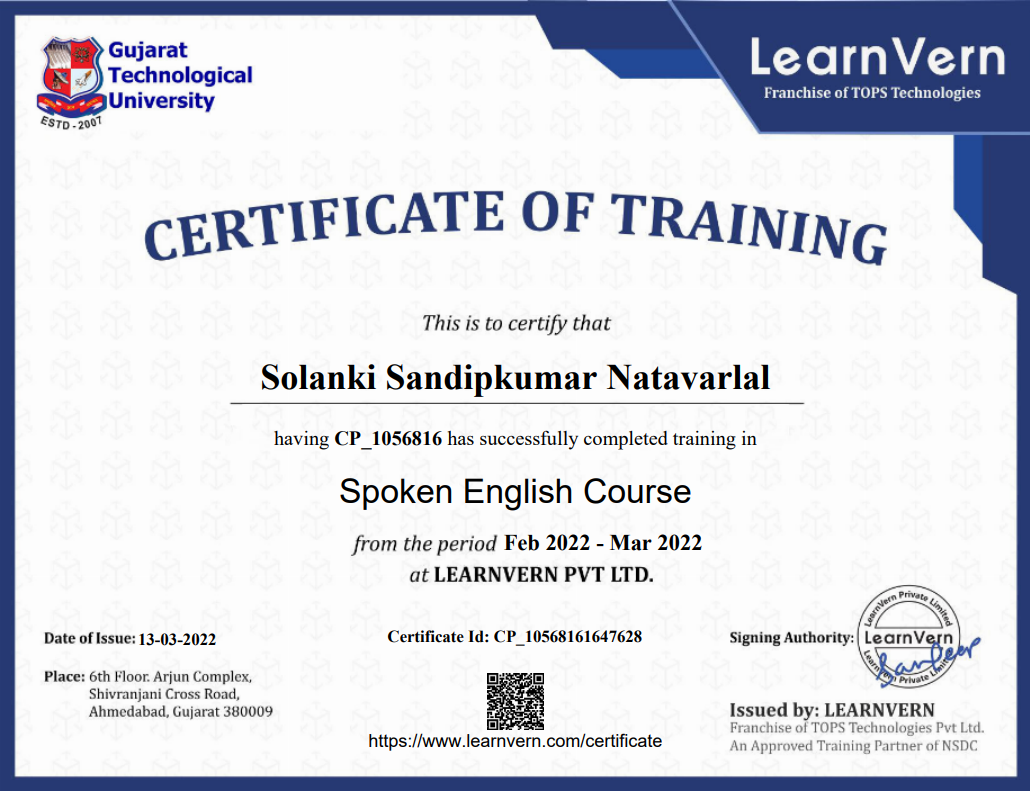 Gujarat
Technological
University
ESTD - 2007
LearnVern
Franchise of TOPS Technologies
CERTIFICATE OF TRAINING
This is to certify that
Solanki Sandipkumar Natavarlal
having CP_1056816 has successfully completed training in
Spoken English Course
from the period Feb 2022 - Mar 2022
at LEARNVERN PVT LTD.
Date of Issue: 13-03-2022
Place: 6th Floor. Arjun Complex,
Shivranjani Cross Road,
Ahmedabad, Gujarat 380009
Certificate Id: CP_10568161647628
https://www.learnvern.com/certificate
Signing Authority:
LearnVern Private Limited
LearnVern
LearnVern Private Limited
Issued by: LEARNVERN
Franchise of TOPS Technologies Pvt Ltd.
An Approved Training Partner of NSDC